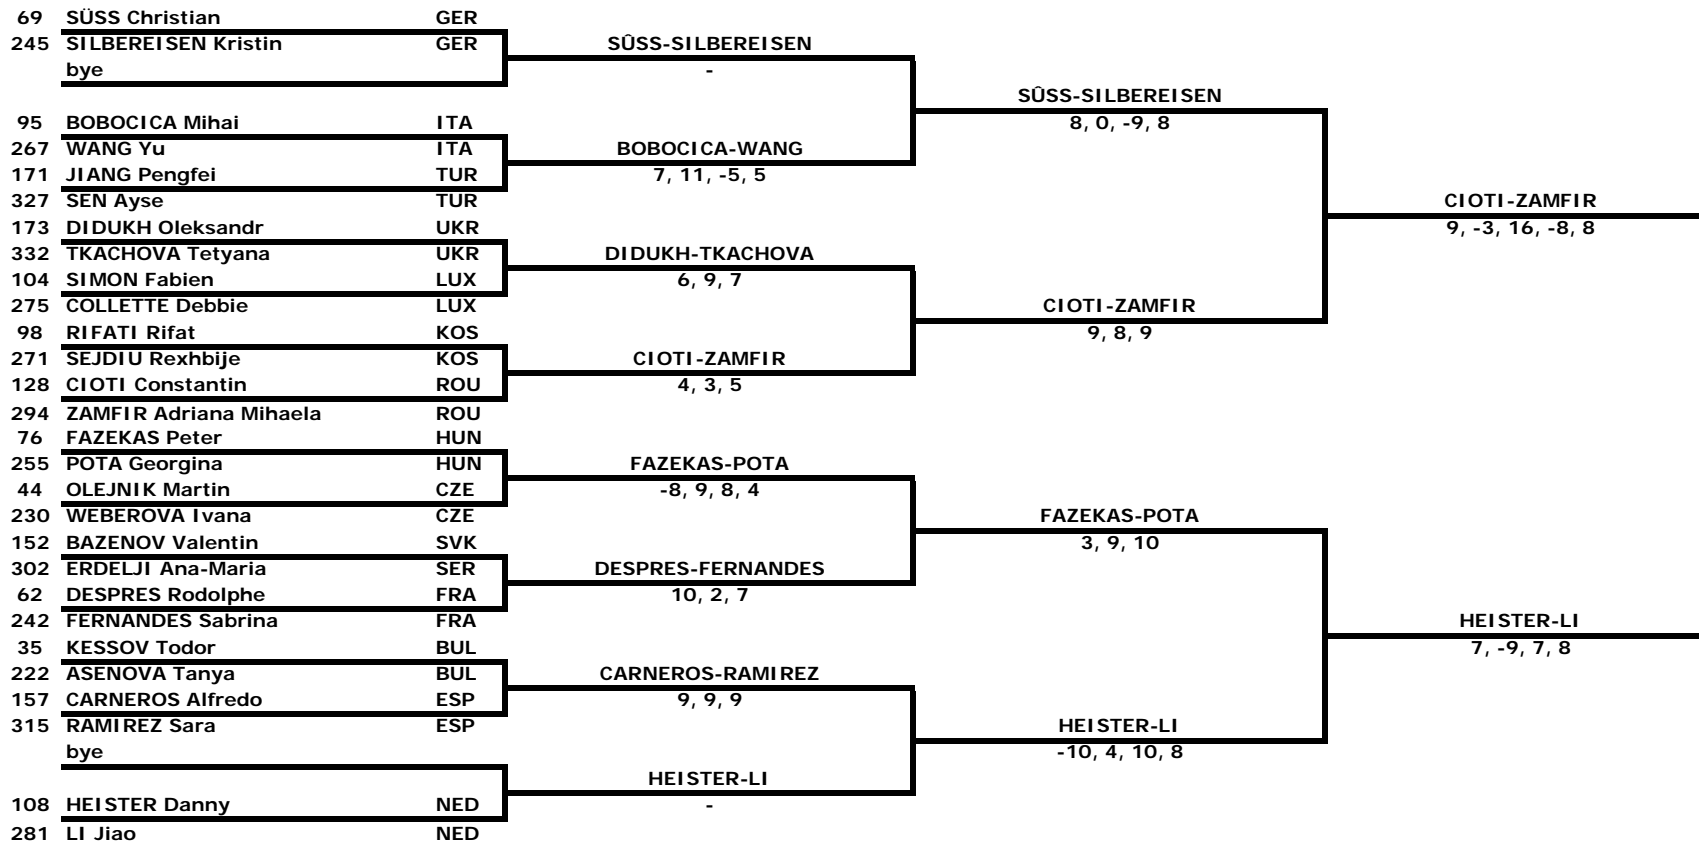 69 SÜSS Christian GER
245 SILBEREISEN Kristin GER SÛSS-SILBEREISEN
bye -
SÛSS-SILBEREISEN
95 BOBOCICA Mihai ITA 8, 0, -9, 8
267 WANG Yu ITA BOBOCICA-WANG
171 JIANG Pengfei TUR 7, 11, -5, 5
327 SEN Ayse TUR CIOTI-ZAMFIR
173 DIDUKH Oleksandr UKR 9, -3, 16, -8, 8
332 TKACHOVA Tetyana UKR DIDUKH-TKACHOVA
104 SIMON Fabien LUX 6, 9, 7
275 COLLETTE Debbie LUX CIOTI-ZAMFIR
98 RIFATI Rifat KOS 9, 8, 9
271 SEJDIU Rexhbije KOS CIOTI-ZAMFIR
128 CIOTI Constantin ROU 4, 3, 5
294 ZAMFIR Adriana Mihaela ROU
76 FAZEKAS Peter HUN
255 POTA Georgina HUN FAZEKAS-POTA
44 OLEJNIK Martin CZE -8, 9, 8, 4
230 WEBEROVA Ivana CZE FAZEKAS-POTA
152 BAZENOV Valentin SVK 3, 9, 10
302 ERDELJI Ana-Maria SER DESPRES-FERNANDES
62 DESPRES Rodolphe FRA 10, 2, 7
242 FERNANDES Sabrina FRA HEISTER-LI
35 KESSOV Todor BUL 7, -9, 7, 8
222 ASENOVA Tanya BUL CARNEROS-RAMIREZ
157 CARNEROS Alfredo ESP 9, 9, 9
315 RAMIREZ Sara ESP HEISTER-LI
bye -10, 4, 10, 8
HEISTER-LI
108 HEISTER Danny NED -
281 LI Jiao NED